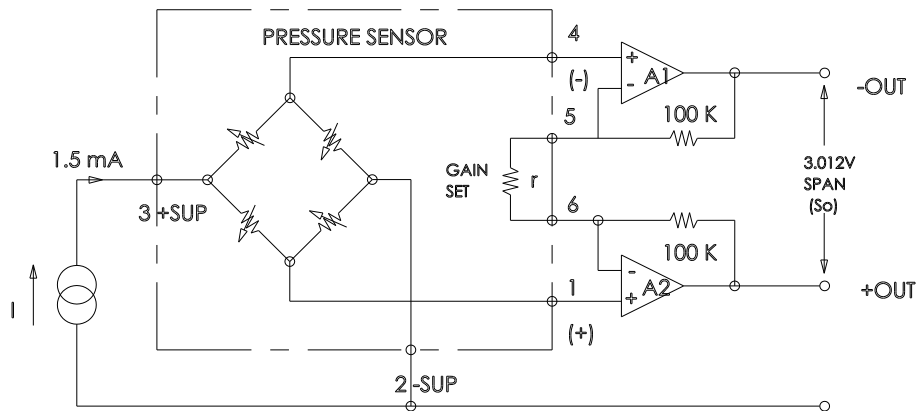 PRESSURE SENSOR
4
A1
(-)
-OUT
5
100 K
1.5 mA
GAIN
SET
r
3.012V
SPAN
(So)
3 +SUP
6
100 K
1
A2
+OUT
I
(+)
2 -SUP
+
-
-
+